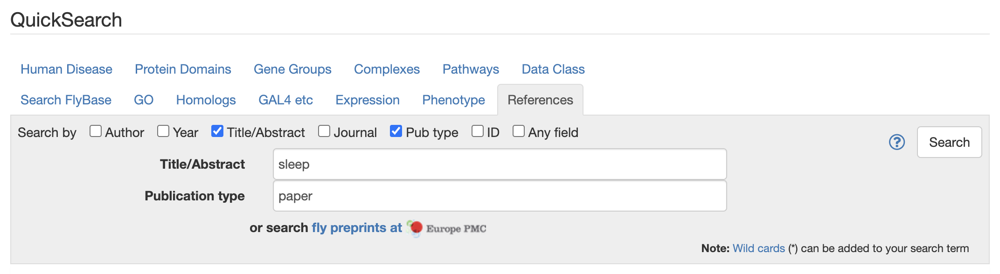 QuickSearch
Human Disease Protein Domains Gene Groups Complexes Pathways Data Class
Search FlyBase GO Homologs GAL4 etc Expression Phenotype References
Search by Author Year Title/Abstract Journal Pub type ID Any field
? Search
Title/Abstract sleep
Publication type paper
or search fly preprints at Europe PMC
Note: Wild cards (*) can be added to your search term